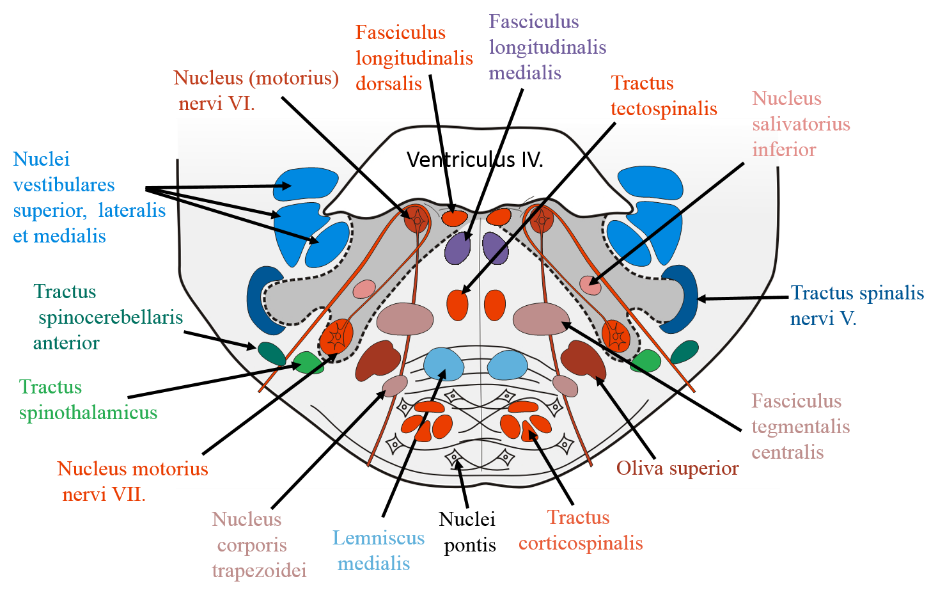 Fasciculus
longitudinalis
dorsalis
Fasciculus
longitudinalis
medialis
Nucleus (motorius)
nervi VI.
Tractus
tectospinalis
Nucleus
salivatorius
inferior
Ventriculus IV.
Nuclei
vestibulares
superior, lateralis
et medialis
Tractus
spinocerebellaris
anterior
Tractus spinalis
nervi V.
Tractus
spinothalamicus
Fasciculus
tegmentalis
centralis
Nucleus motorius
nervi VII.
Oliva superior
Nucleus
corporis
trapezoidei
Lemniscus
medialis
Nuclei
pontis
Tractus
corticospinalis